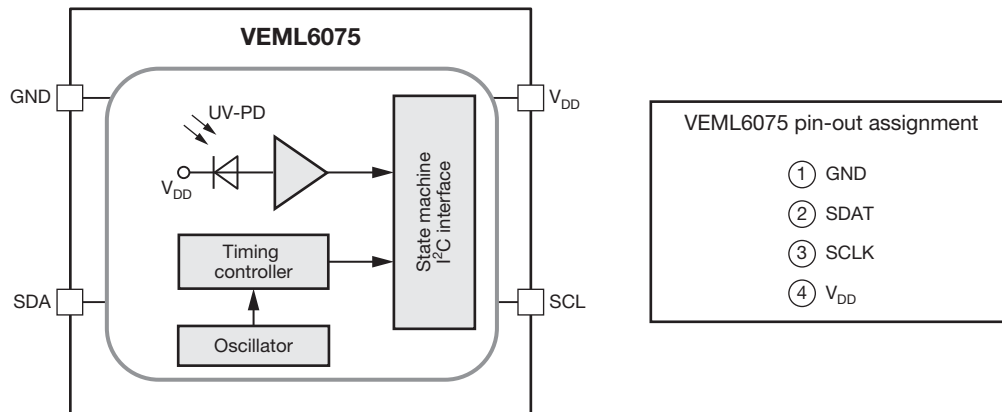 VEML6075
GND
UV-PD
V_DD
V_DD
State machine
I²C interface
Timing
controller
SDA
SCL
Oscillator
VEML6075 pin-out assignment
1 GND
2 SDAT
3 SCLK
4 V_DD